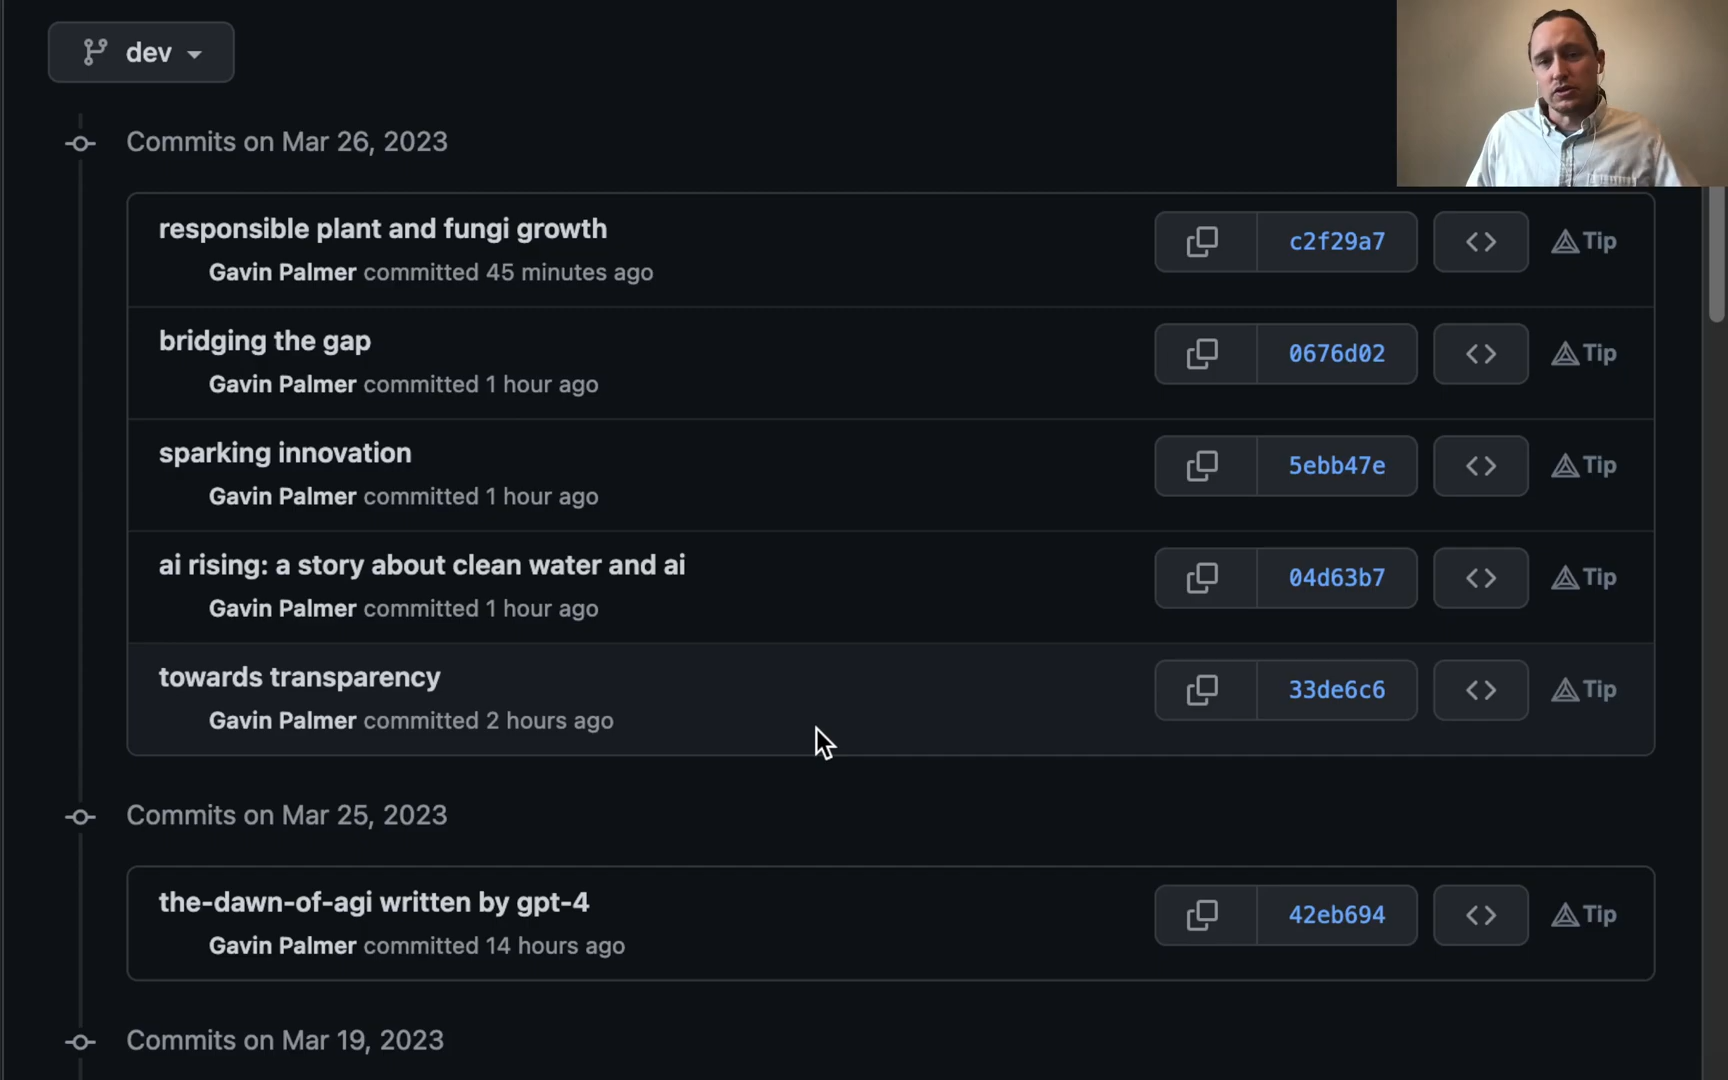 dev
Commits on Mar 26, 2023
responsible plant and fungi growth
Gavin Palmer committed 45 minutes ago
c2f29a7
Tip
bridging the gap
Gavin Palmer committed 1 hour ago
0676d02
Tip
sparking innovation
Gavin Palmer committed 1 hour ago
5ebb47e
Tip
ai rising: a story about clean water and ai
Gavin Palmer committed 1 hour ago
04d63b7
Tip
towards transparency
Gavin Palmer committed 2 hours ago
33de6c6
Tip
Commits on Mar 25, 2023
the-dawn-of-agi written by gpt-4
Gavin Palmer committed 14 hours ago
42eb694
Tip
Commits on Mar 19, 2023